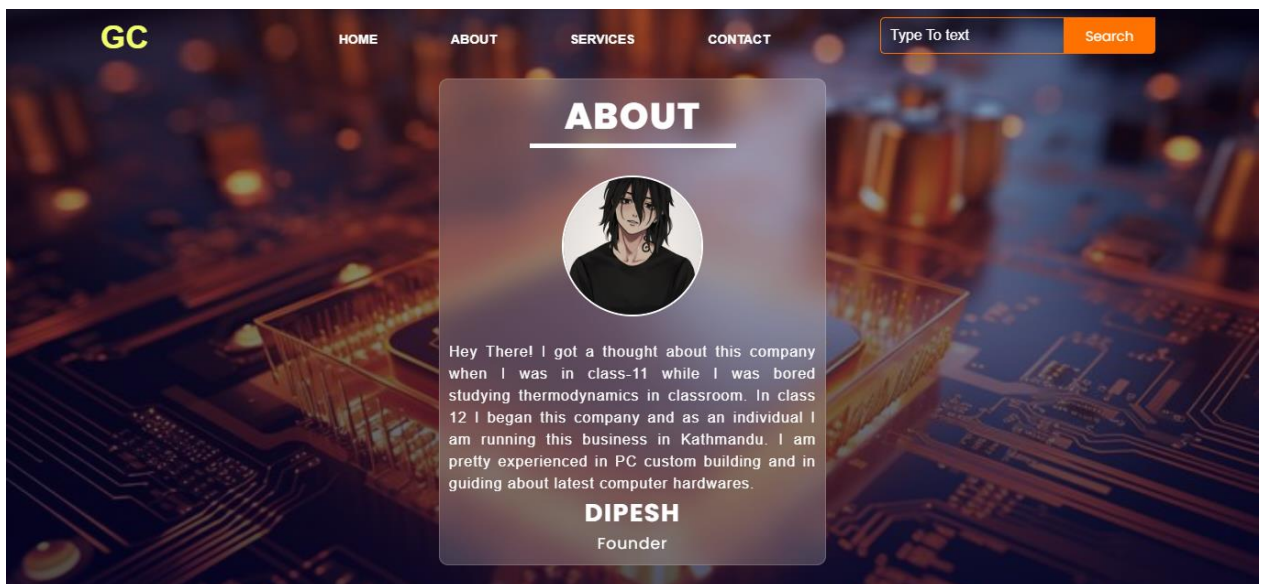 GC
HOME
ABOUT
SERVICES
CONTACT
Type To text
Search
ABOUT
Hey There! I got a thought about this company
when I was in class-11 while I was bored
studying thermodynamics in classroom. In class
12 I began this company and as an individual I
am running this business in Kathmandu. I am
pretty experienced in PC custom building and in
guiding about latest computer hardwares.
DIPESH
Founder